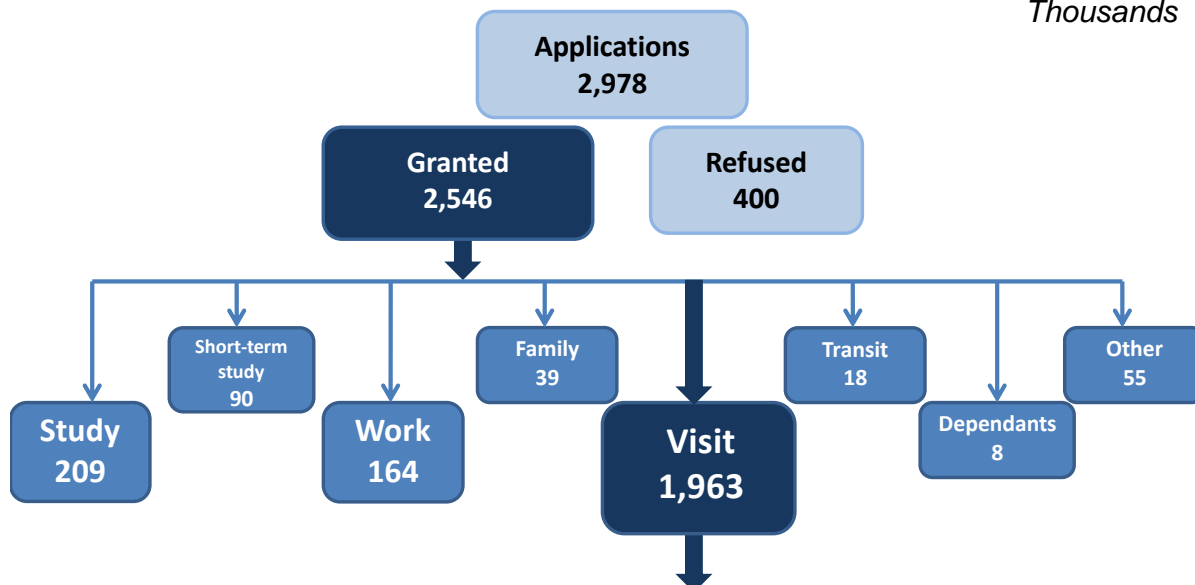 Thousands
Applications
2,978
Granted
2,546
Refused
400
Short-term
study
90
Family
39
Transit
18
Other
55
Study
209
Work
164
Visit
1,963
Dependants
8